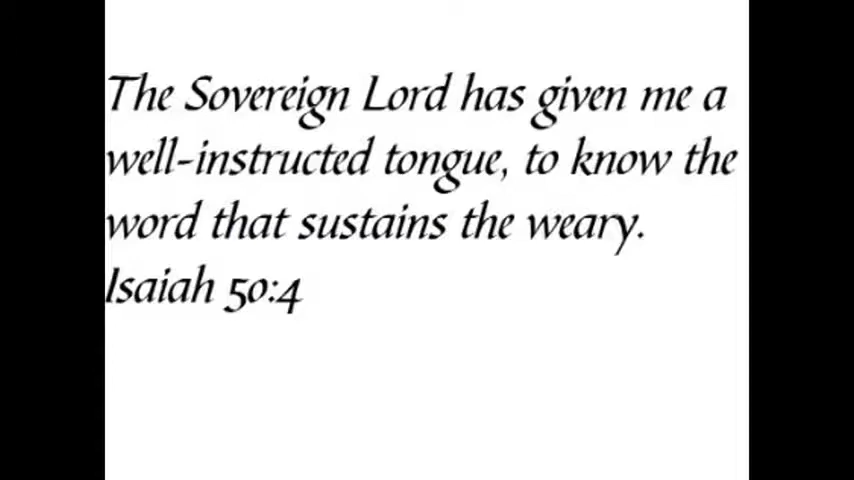 The Sovereign Lord has given me a
well-instructed tongue, to know the
word that sustains the weary.
Isaiah 50:4